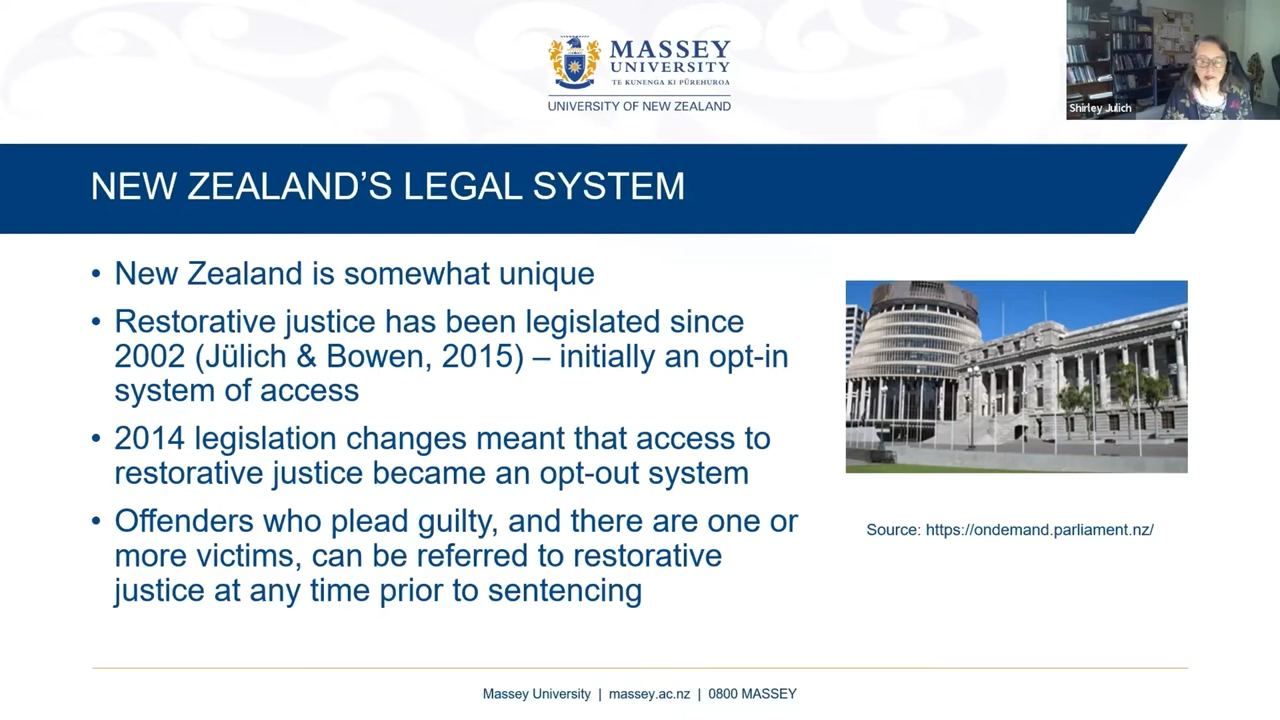 MASSEY
UNIVERSITY
TE KUNENGA KI PŪREHUROA
UNIVERSITY OF NEW ZEALAND
Shirley Julich
NEW ZEALAND’S LEGAL SYSTEM
• New Zealand is somewhat unique
• Restorative justice has been legislated since
2002 (Jülich & Bowen, 2015) – initially an opt-in
system of access
• 2014 legislation changes meant that access to
restorative justice became an opt-out system
• Offenders who plead guilty, and there are one or
more victims, can be referred to restorative
justice at any time prior to sentencing
Source: https://ondemand.parliament.nz/
Massey University | massey.ac.nz | 0800 MASSEY